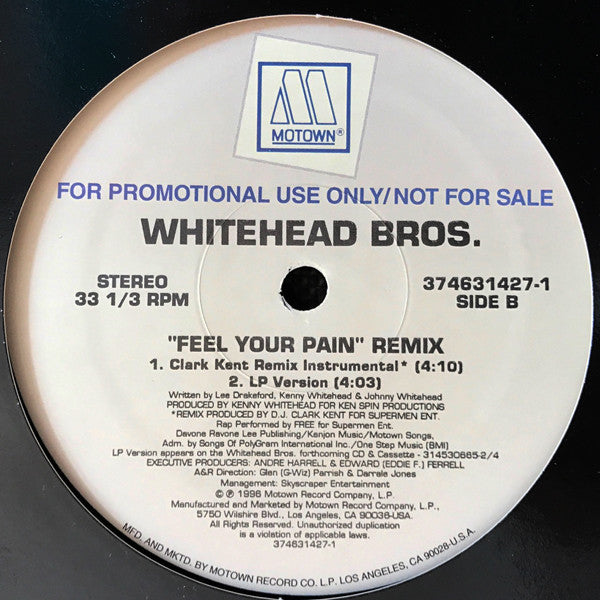 MOTOWN®
FOR PROMOTIONAL USE ONLY/NOT FOR SALE
WHITEHEAD BROS.
STEREO
33 1/3 RPM
374631427-1
SIDE B
"FEEL YOUR PAIN" REMIX
1. Clark Kent Remix Instrumental* (4:10)
2. LP Version (4:03)
Written by Lee Drakeford, Kenny Whitehead & Johnny Whitehead
PRODUCED BY KENNY WHITEHEAD FOR KEN SPIN PRODUCTIONS
*REMIX PRODUCED BY D.J. CLARK KENT FOR SUPERMEN ENT.
Rap Performed by FREE for Supermen Ent.
Davone Ravone Lee Publishing/Kanjon Music/Motown Songs,
Adm. by Songs Of PolyGram International Inc./One Step Music (BMI)
LP Version appears on the Whitehead Bros. forthcoming CD & Cassette - 314530665-2/4
EXECUTIVE PRODUCERS: ANDRE HARRELL & EDWARD (EDDIE F.) FERRELL
A&R Direction: Glen (G-Wiz) Parrish & Darrale Jones
Management: Skyscraper Entertainment
© ℗ 1996 Motown Record Company, L.P.
Manufactured and Marketed by Motown Record Company, L.P.,
5750 Wilshire Blvd., Los Angeles, CA 90036-USA.
All Rights Reserved. Unauthorized duplication
is a violation of applicable laws.
374631427-1
MFD. AND MKTD. BY MOTOWN RECORD CO. L.P. LOS ANGELES, CA 90028-U.S.A.